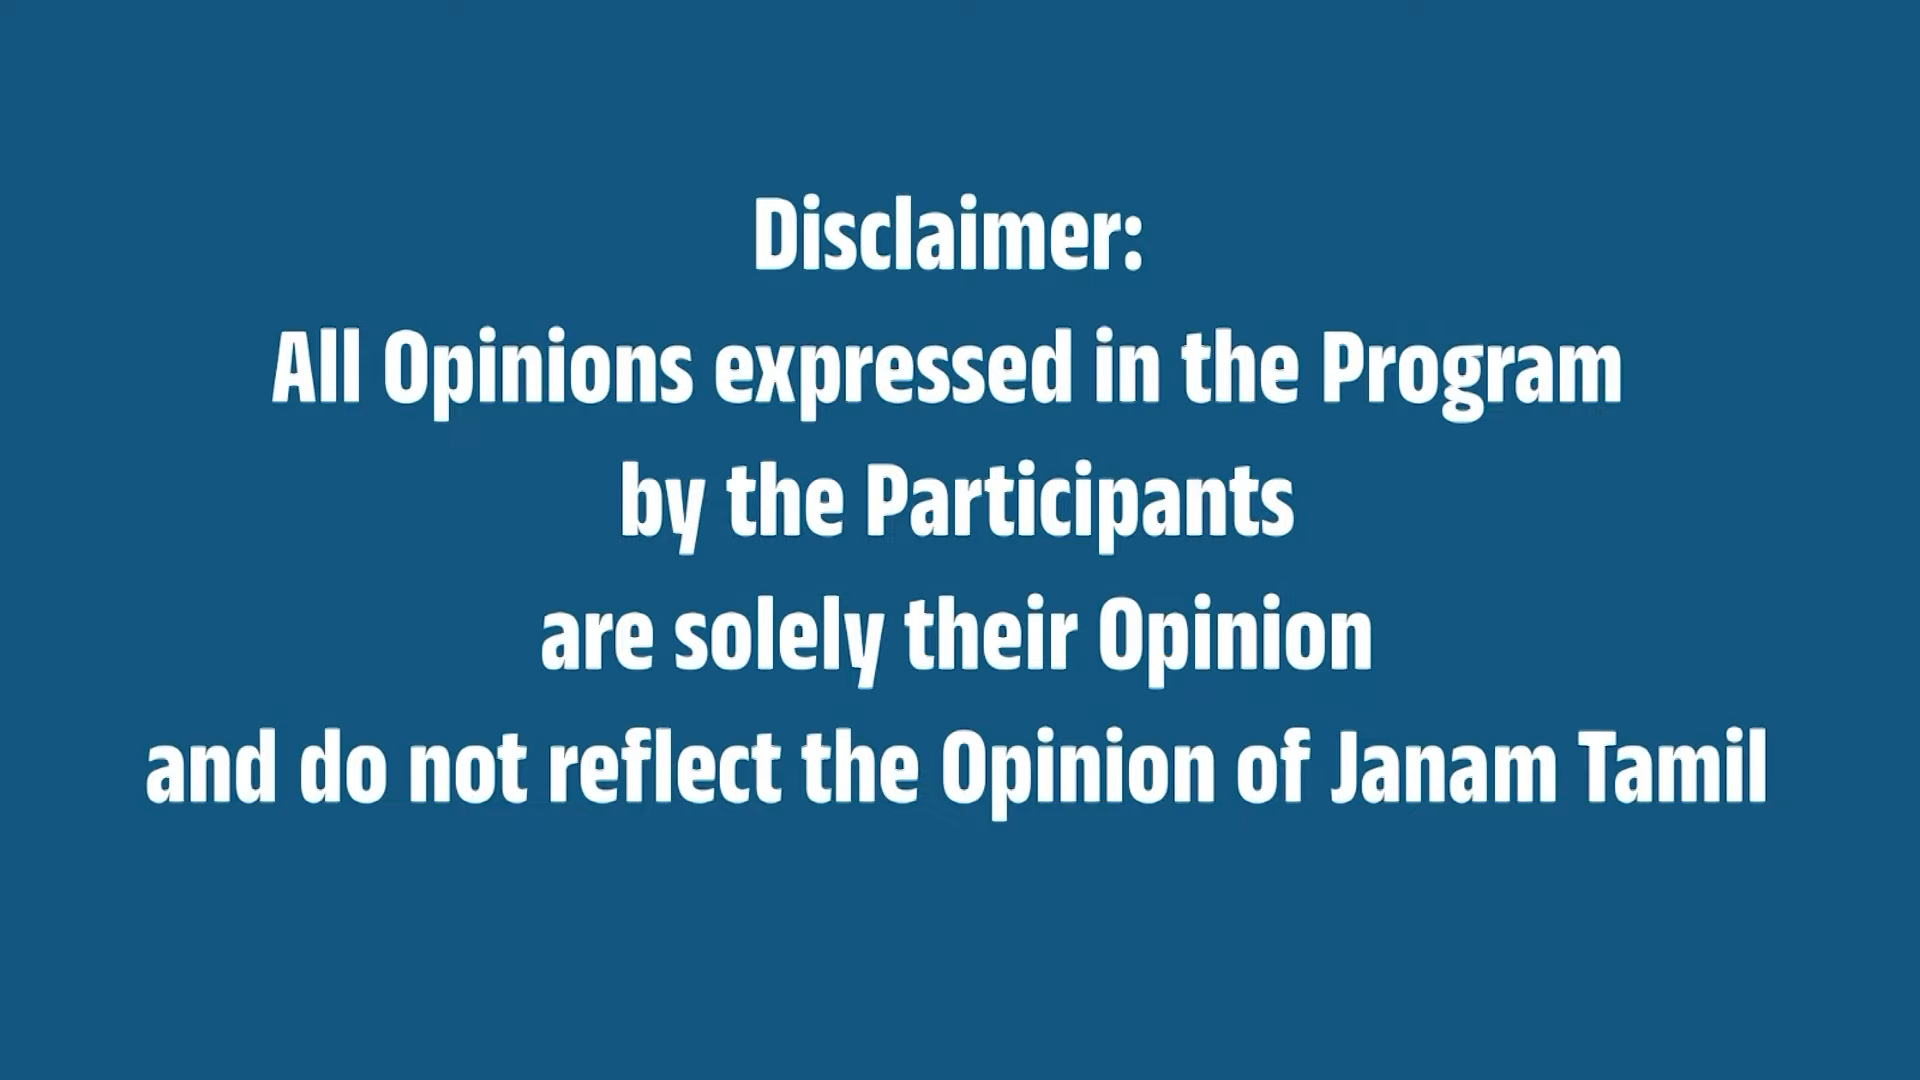 Disclaimer:
All Opinions expressed in the Program
by the Participants
are solely their Opinion
and do not reflect the Opinion of Janam Tamil